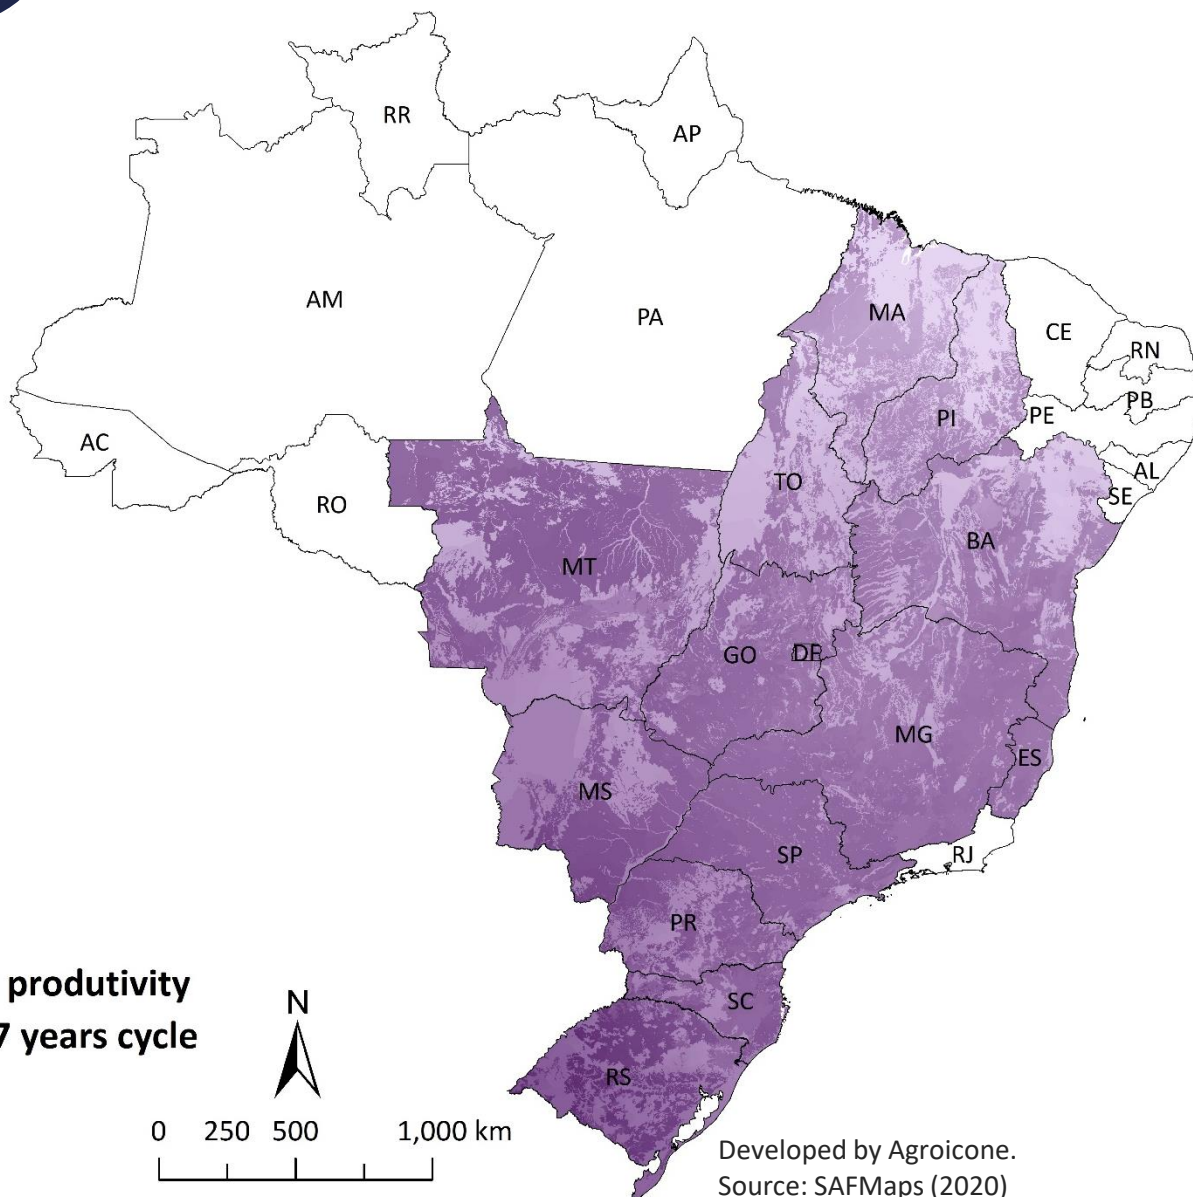 RR
AP
AM
PA
MA
CE
RN
PB
PE
PI
AL
SE
AC
RO
TO
BA
MT
GO
DF
MG
ES
MS
SP
RJ
PR
SC
RS
produtivity
7 years cycle
N
0 250 500 1,000 km
Developed by Agroicone.
Source: SAFMaps (2020)